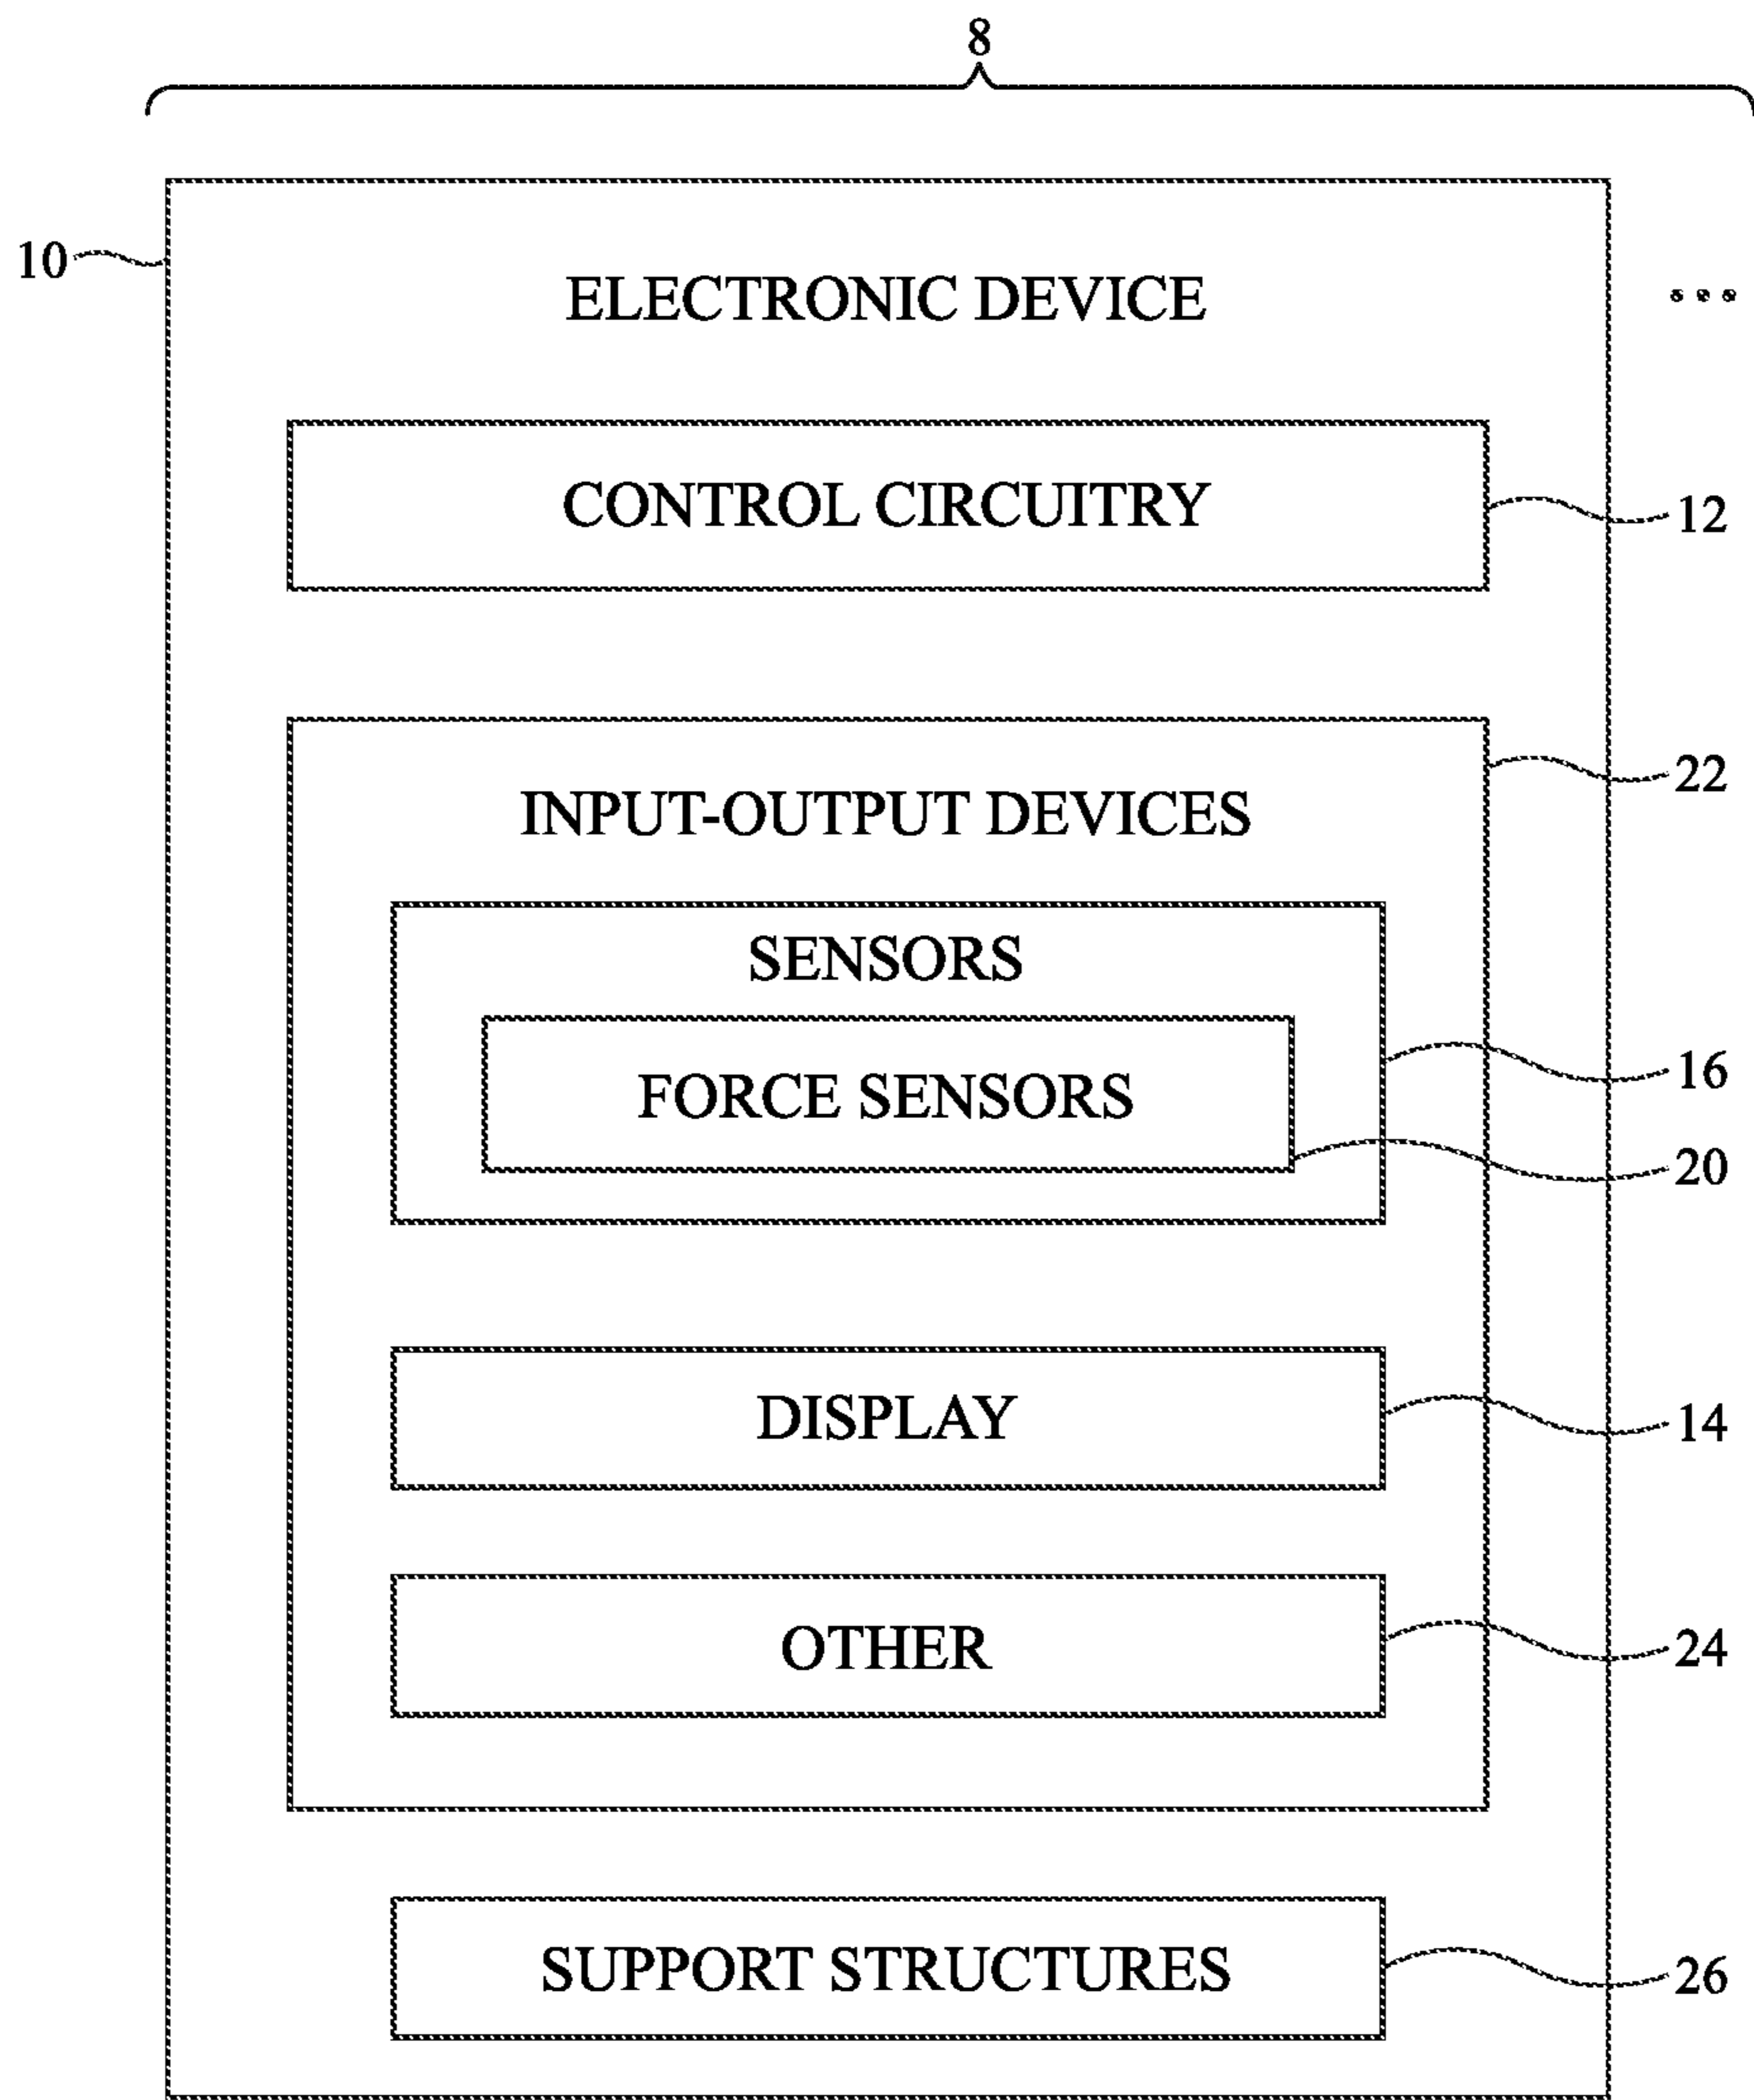 8
10
ELECTRONIC DEVICE
...
CONTROL CIRCUITRY
12
22
INPUT-OUTPUT DEVICES
SENSORS
FORCE SENSORS
16
20
DISPLAY
14
OTHER
24
SUPPORT STRUCTURES
26